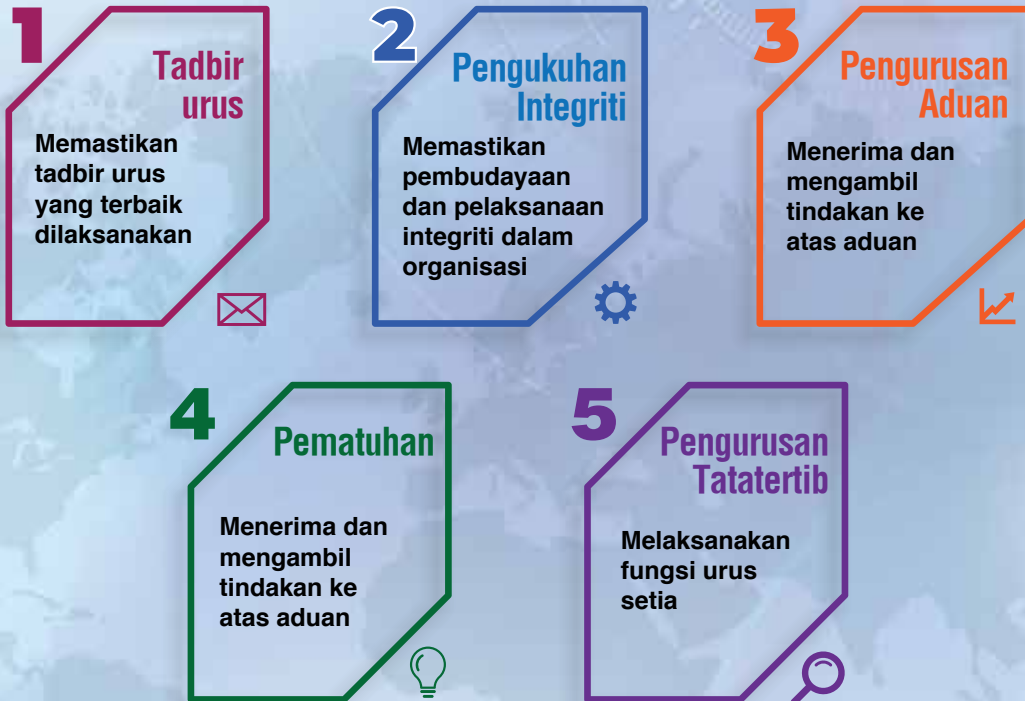 1
Tadbir
urus
Memastikan
tadbir urus
yang terbaik
dilaksanakan
2
Pengukuhan
Integriti
Memastikan
pembudayaan
dan pelaksanaan
integriti dalam
organisasi
3
Pengurusan
Aduan
Menerima dan
mengambil
tindakan ke
atas aduan
4
Pematuhan
Menerima dan
mengambil
tindakan ke
atas aduan
5
Pengurusan
Tatatertib
Melaksanakan
fungsi urus
setia